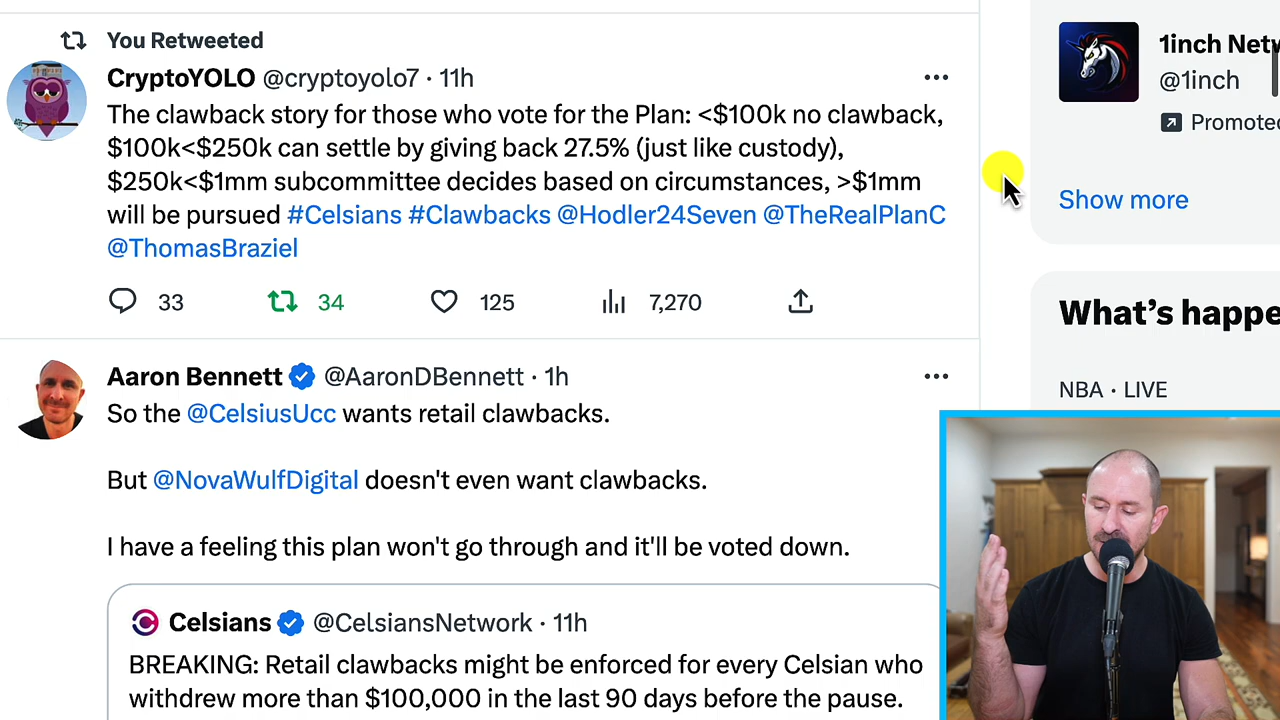 You Retweeted
CryptoYOLO @cryptoyolo7 · 11h
The clawback story for those who vote for the Plan: <$100k no clawback,
$100k<$250k can settle by giving back 27.5% (just like custody),
$250k<$1mm subcommittee decides based on circumstances, >$1mm
will be pursued #Celsians #Clawbacks @Hodler24Seven @TheRealPlanC
@ThomasBraziel
33 34 125 7,270
Aaron Bennett @AaronDBennett · 1h
So the @CelsiusUcc wants retail clawbacks.
But @NovaWulfDigital doesn't even want clawbacks.
I have a feeling this plan won't go through and it'll be voted down.
Celsians @CelsiansNetwork · 11h
BREAKING: Retail clawbacks might be enforced for every Celsian who
withdrew more than $100,000 in the last 90 days before the pause.
1inch Netw
@1inch
Promoted
Show more
What's happe
NBA · LIVE